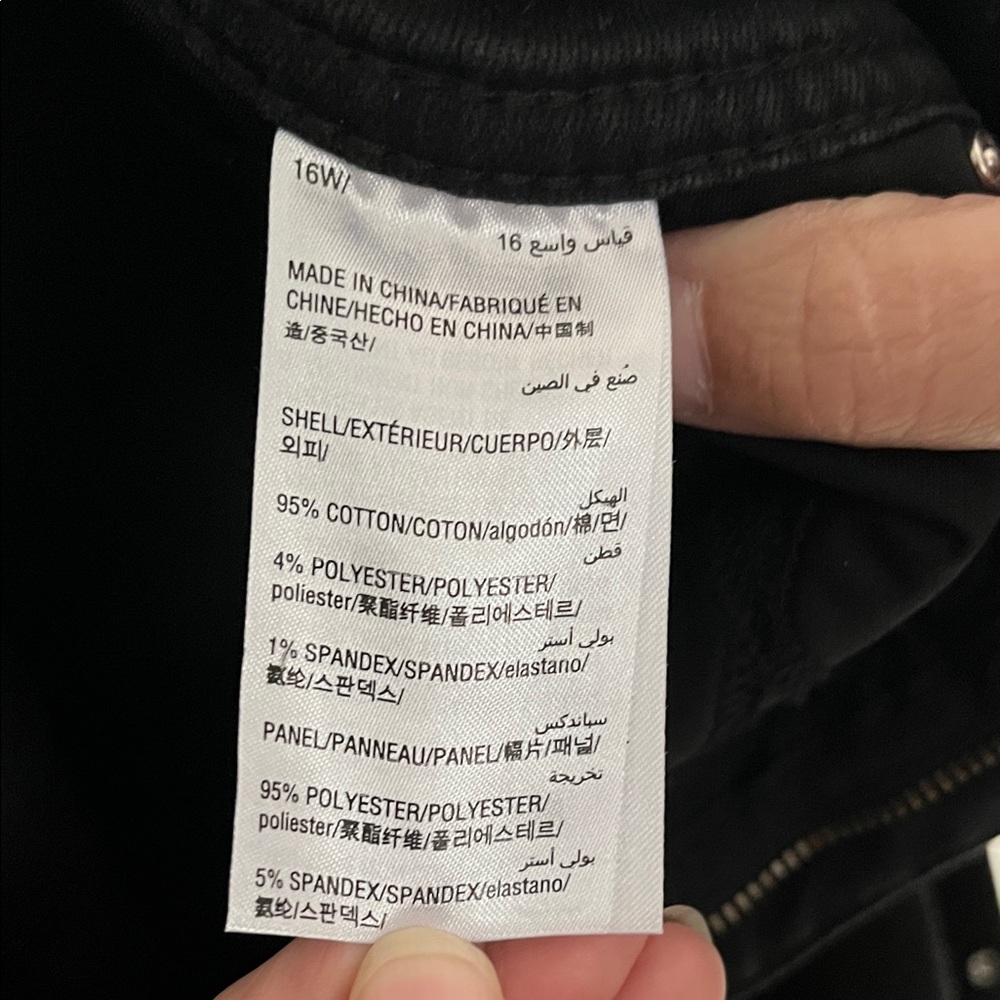 16W/
قياس واسع 16
MADE IN CHINA/FABRIQUÉ EN
CHINE/HECHO EN CHINA/中国制
造/중국산/
صُنع في الصين
SHELL/EXTÉRIEUR/CUERPO/外层/
외피/
الهيكل
95% COTTON/COTON/algodón/棉/면/
قطن
4% POLYESTER/POLYESTER/
poliester/聚酯纤维/폴리에스테르/
بولي أستر
1% SPANDEX/SPANDEX/elastano/
氨纶/스판덱스/
سباندكس
PANEL/PANNEAU/PANEL/幅片/패널/
تخريجة
95% POLYESTER/POLYESTER/
poliester/聚酯纤维/폴리에스테르/
بولي أستر
5% SPANDEX/SPANDEX/elastano/
氨纶/스판덱스/